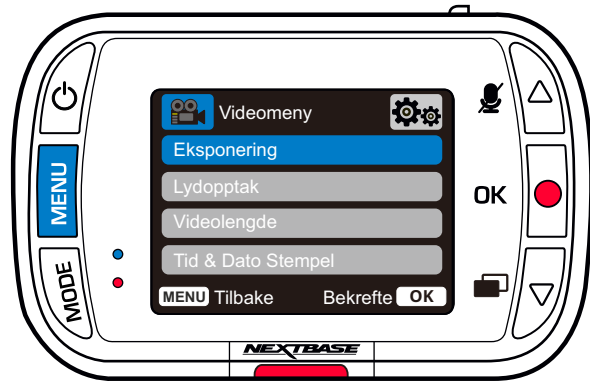 Videomeny
Eksponering
Lydopptak
Videolengde
Tid & Dato Stempel
MENU Tilbake Bekrefte OK
MENU
MODE
OK
NEXTBASE